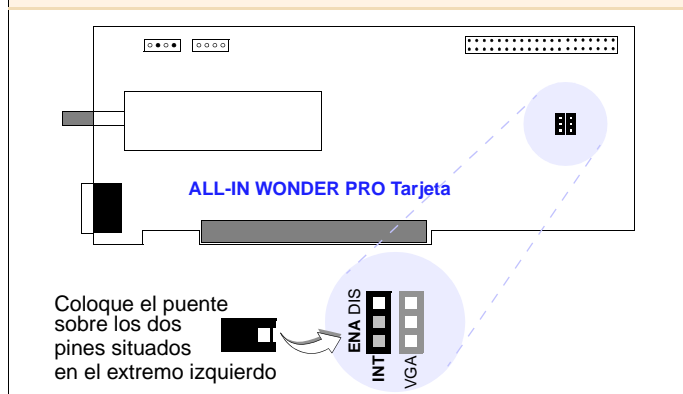 ALL-IN WONDER PRO Tarjeta
Coloque el puente
sobre los dos
pines situados
en el extremo izquierdo
ENA DIS
INT
VGA